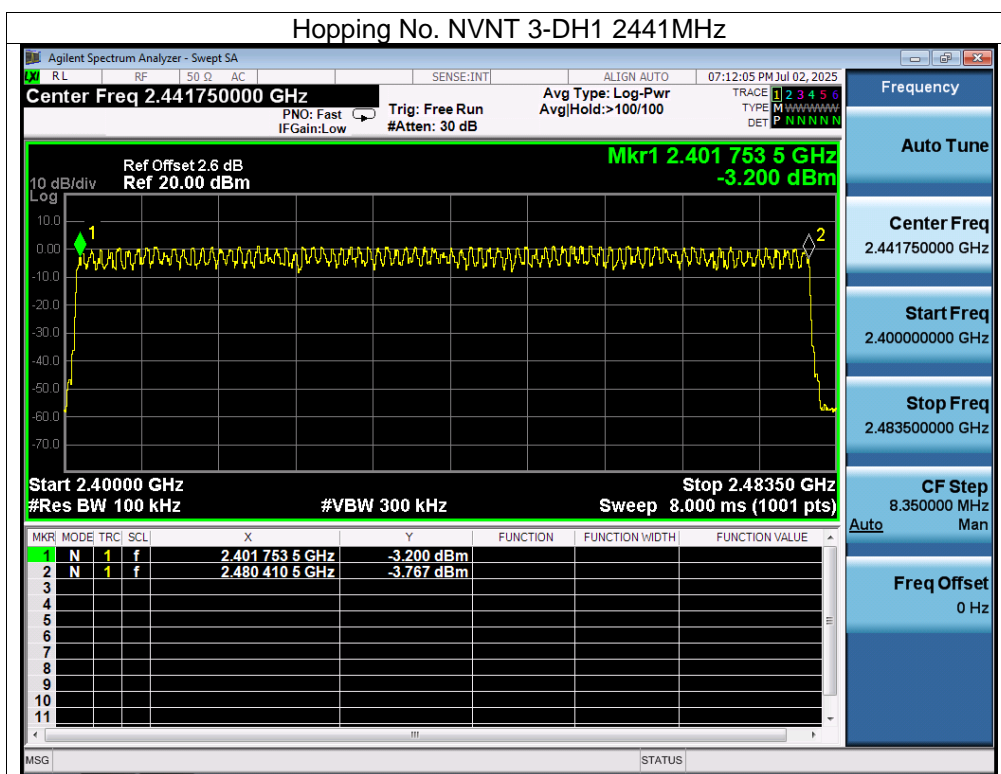 Hopping No. NVNT 3-DH1 2441MHz
Agilent Spectrum Analyzer - Swept SA
LXI RL RF 50 Ω AC SENSE:INT ALIGN AUTO 07:12:05 PM Jul 02, 2025
Center Freq 2.441750000 GHz
PNO: Fast
IFGain:Low
Trig: Free Run
#Atten: 30 dB
Avg Type: Log-Pwr
Avg|Hold:>100/100
TRACE 1 2 3 4 5 6
TYPE M WWWWW
DET P N N N N N
Mkr1 2.401 753 5 GHz
-3.200 dBm
Ref Offset 2.6 dB
10 dB/div Ref 20.00 dBm
Log
10.0
0.00
-10.0
-20.0
-30.0
-40.0
-50.0
-60.0
-70.0
1
2
Start 2.40000 GHz Stop 2.48350 GHz
#Res BW 100 kHz #VBW 300 kHz Sweep 8.000 ms (1001 pts)
MKR MODE TRC SCL X Y FUNCTION FUNCTION WIDTH FUNCTION VALUE
1 N 1 f 2.401 753 5 GHz -3.200 dBm
2 N 1 f 2.480 410 5 GHz -3.767 dBm
3
4
5
6
7
8
9
10
11
MSG STATUS
Frequency
Auto Tune
Center Freq
2.441750000 GHz
Start Freq
2.400000000 GHz
Stop Freq
2.483500000 GHz
CF Step
8.350000 MHz
Auto Man
Freq Offset
0 Hz